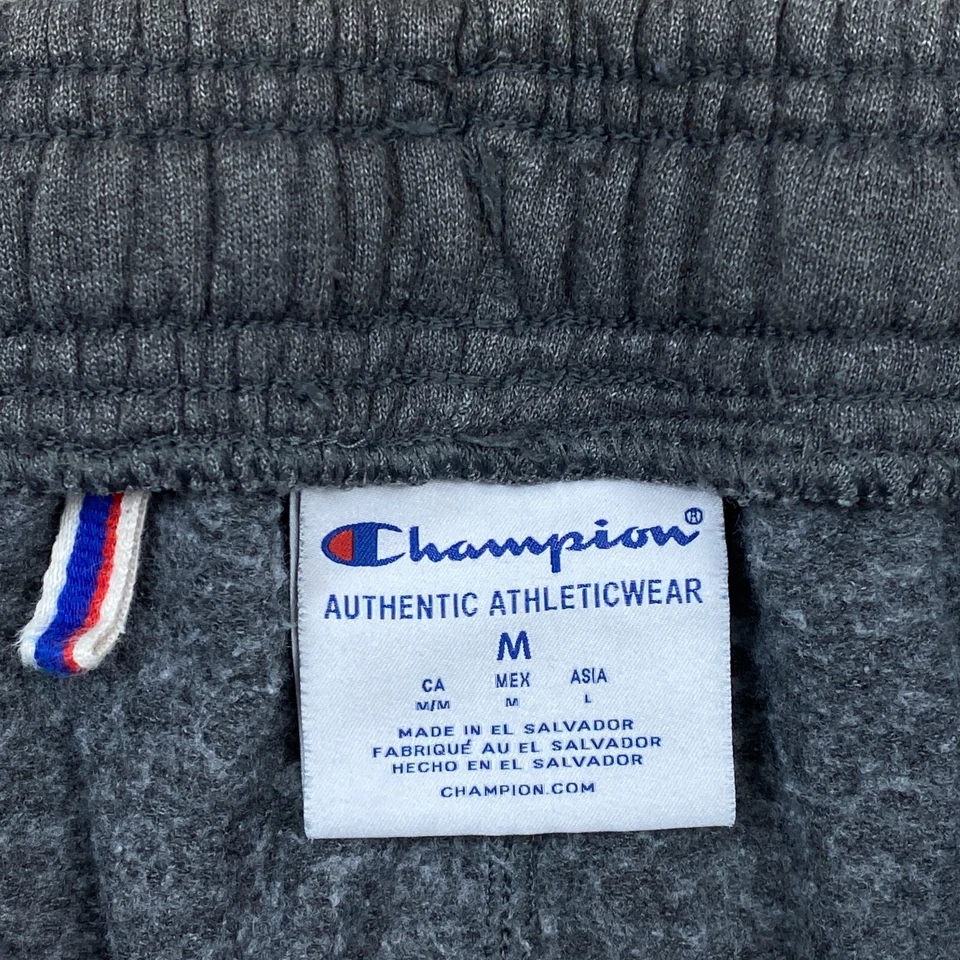 Champion®
AUTHENTIC ATHLETICWEAR
M
CA MEX ASIA
M/M M L
MADE IN EL SALVADOR
FABRIQUÉ AU EL SALVADOR
HECHO EN EL SALVADOR
CHAMPION.COM